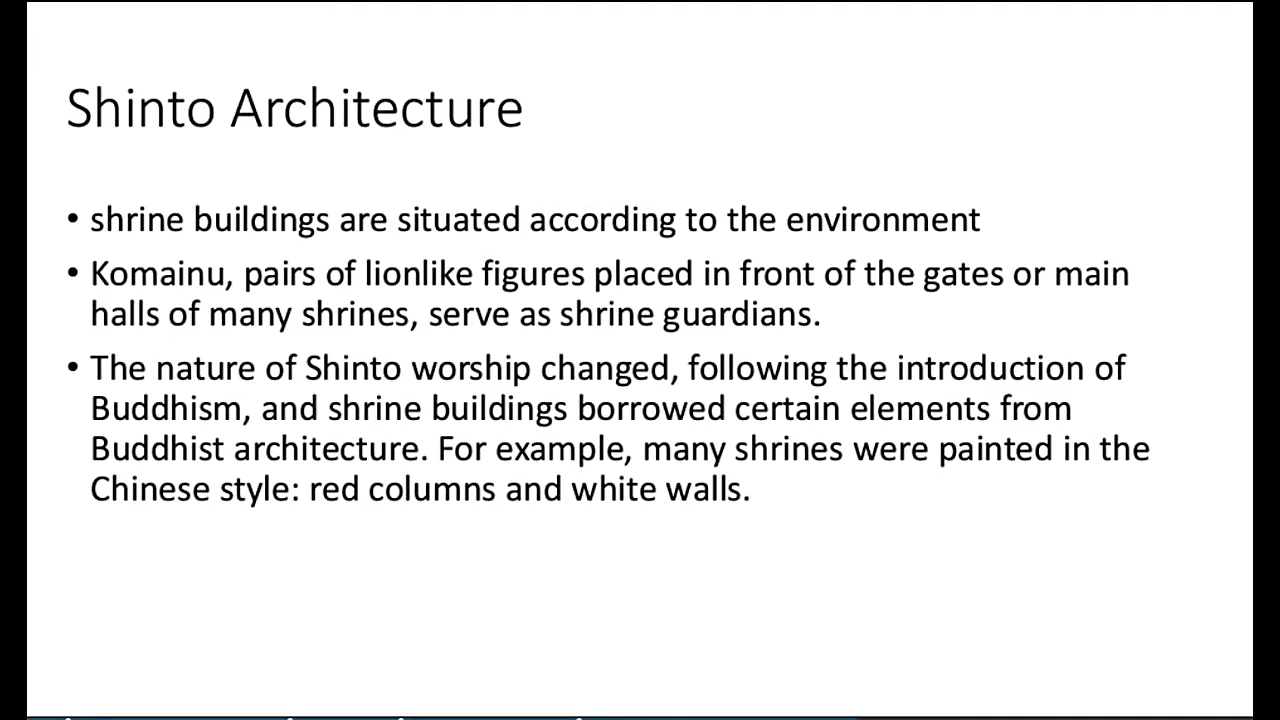 Shinto Architecture
• shrine buildings are situated according to the environment
• Komainu, pairs of lionlike figures placed in front of the gates or main
halls of many shrines, serve as shrine guardians.
• The nature of Shinto worship changed, following the introduction of
Buddhism, and shrine buildings borrowed certain elements from
Buddhist architecture. For example, many shrines were painted in the
Chinese style: red columns and white walls.